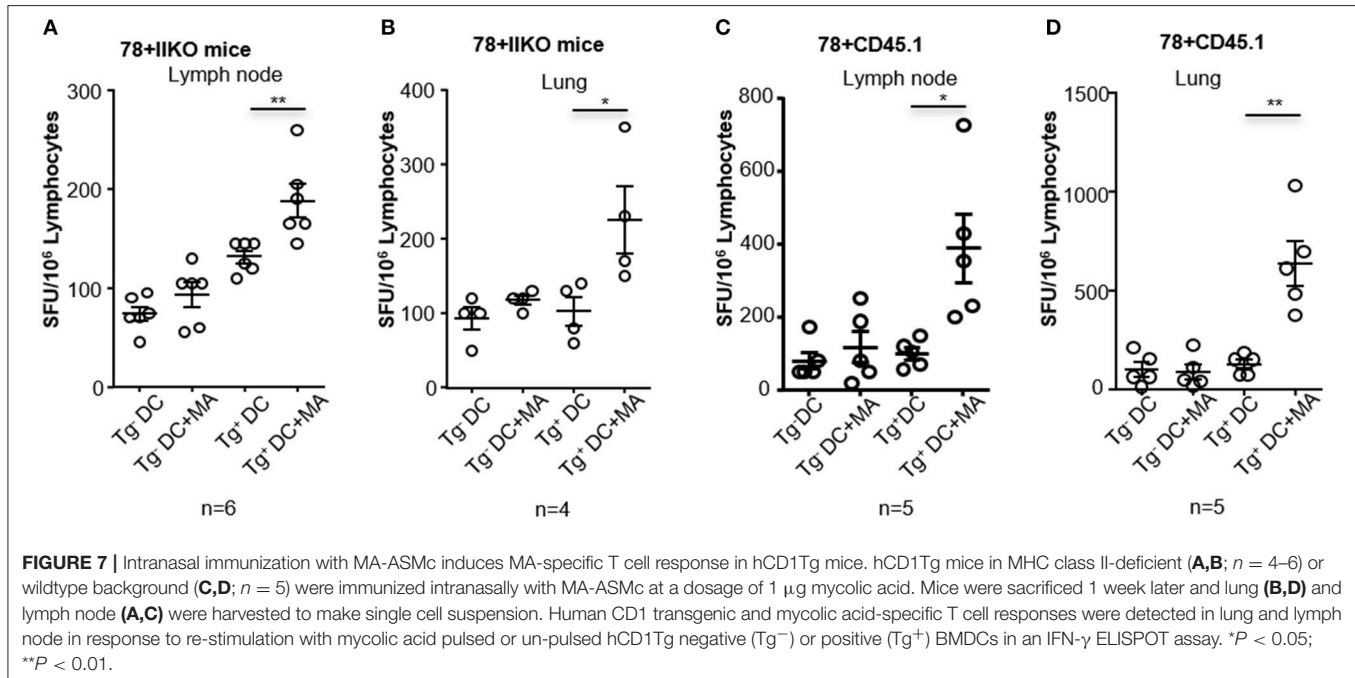 A
78+IIKO mice
Lymph node
**
SFU/10⁶ Lymphocytes
300
200
100
0
Tg⁻ DC
Tg⁻ DC+MA
Tg⁺ DC
Tg⁺ DC+MA
n=6
B
78+IIKO mice
Lung
*
SFU/10⁶ Lymphocytes
400
300
200
100
0
Tg⁻ DC
Tg⁻ DC+MA
Tg⁺ DC
Tg⁺ DC+MA
n=4
C
78+CD45.1
Lymph node
*
SFU/10⁶ Lymphocytes
800
600
400
200
0
Tg⁻DC
Tg⁻ DC+MA
Tg⁺DC
Tg⁺ DC+MA
n=5
D
78+CD45.1
Lung
**
SFU/10⁶ Lymphocytes
1500
1000
500
0
Tg⁻ DC
Tg⁻ DC+MA
Tg⁺ DC
Tg⁺ DC+MA
n=5
FIGURE 7 | Intranasal immunization with MA-ASMc induces MA-specific T cell response in hCD1Tg mice. hCD1Tg mice in MHC class II-deficient (A,B; n = 4–6) or
wildtype background (C,D; n = 5) were immunized intranasally with MA-ASMc at a dosage of 1 μg mycolic acid. Mice were sacrificed 1 week later and lung (B,D) and
lymph node (A,C) were harvested to make single cell suspension. Human CD1 transgenic and mycolic acid-specific T cell responses were detected in lung and lymph
node in response to re-stimulation with mycolic acid pulsed or un-pulsed hCD1Tg negative (Tg⁻) or positive (Tg⁺) BMDCs in an IFN-γ ELISPOT assay. *P < 0.05;
**P < 0.01.